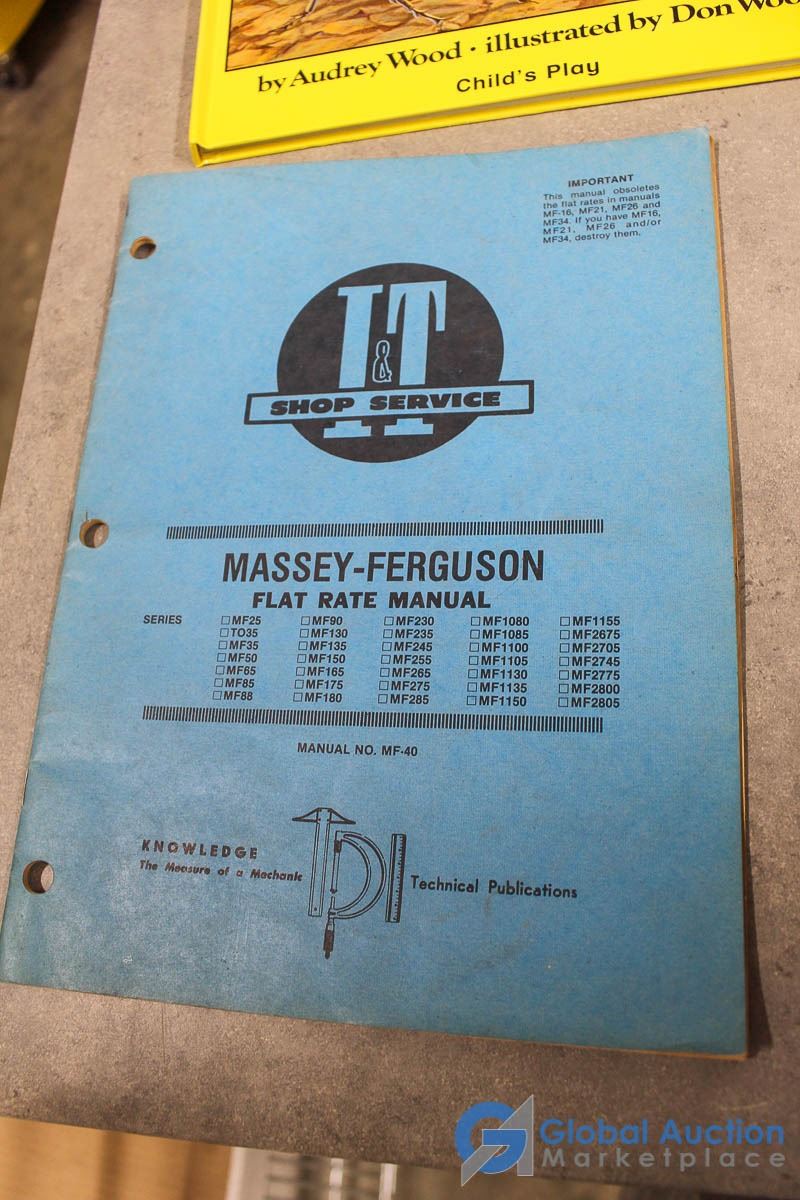 by Audrey Wood · illustrated by Don
Child's Play
IMPORTANT
This manual obsoletes
the flat rates in manuals
MF-16, MF21, MF26 and
MF34. If you have MF16,
MF21, MF26 and/or
MF34, destroy them.
I&T
SHOP SERVICE
MASSEY-FERGUSON
FLAT RATE MANUAL
SERIES □MF25 □MF90 □MF230 □MF1080 □MF1155
□TO35 □MF130 □MF235 □MF1085 □MF2675
□MF35 □MF135 □MF245 □MF1100 □MF2705
□MF50 □MF150 □MF255 □MF1105 □MF2745
□MF65 □MF165 □MF265 □MF1130 □MF2775
□MF85 □MF175 □MF275 □MF1135 □MF2800
□MF88 □MF180 □MF285 □MF1150 □MF2805
MANUAL NO. MF-40
KNOWLEDGE
The Measure of a Mechanic
Technical Publications
Global Auction
Marketplace